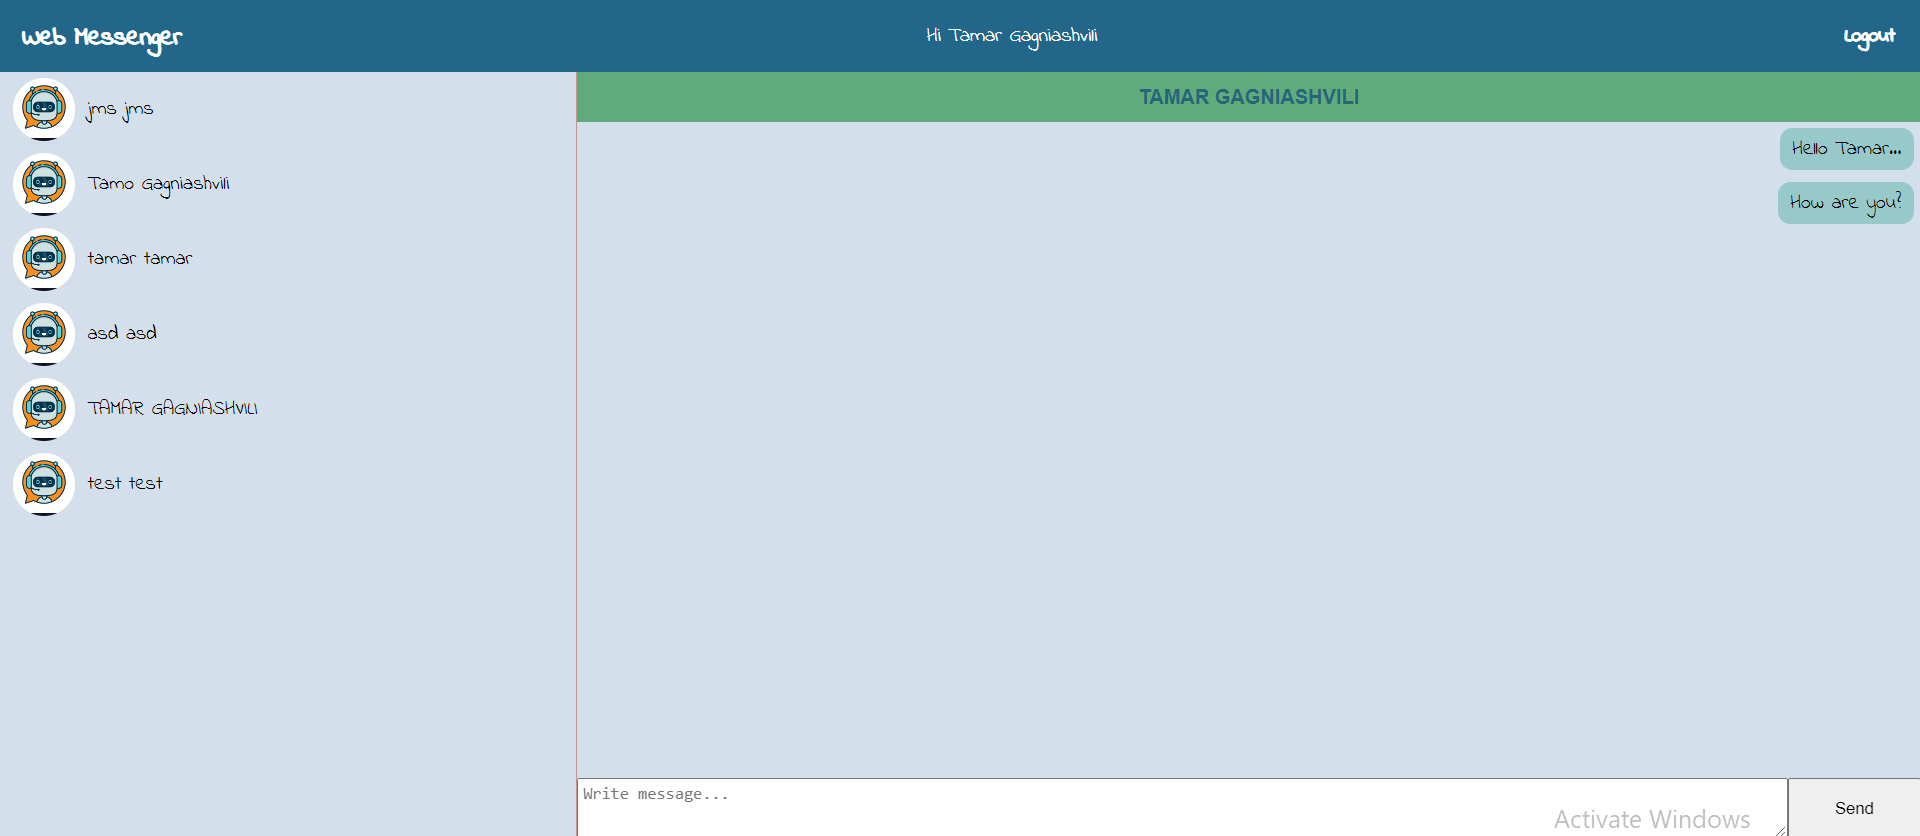 Web Messenger
Hi Tamar Gagniashvili
Logout
jms jms
Tamo Gagniashvili
tamar tamar
asd asd
TAMAR GAGNIASHVILI
test test
TAMAR GAGNIASHVILI
Hello Tamar...
How are you?
Write message...
Activate Windows
Send